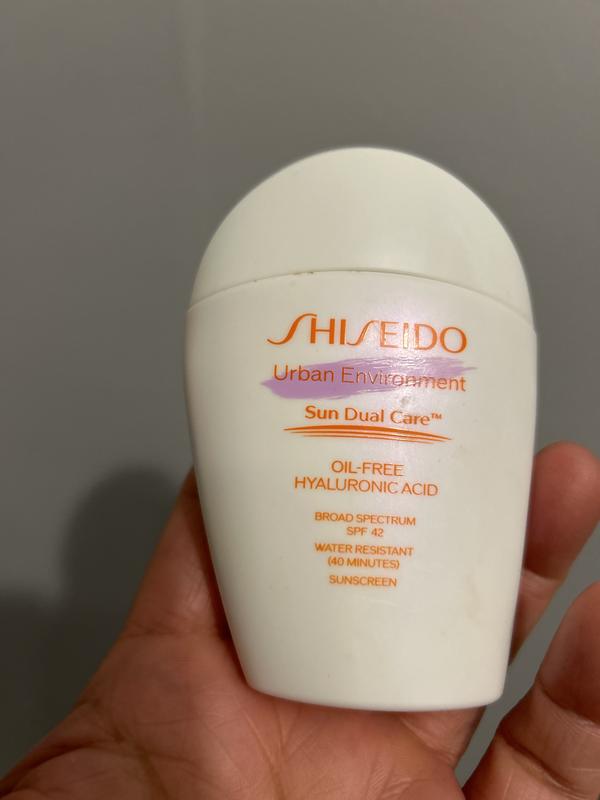 SHISEIDO
Urban Environment
Sun Dual Care™
OIL-FREE
HYALURONIC ACID
BROAD SPECTRUM
SPF 42
WATER RESISTANT
(40 MINUTES)
SUNSCREEN